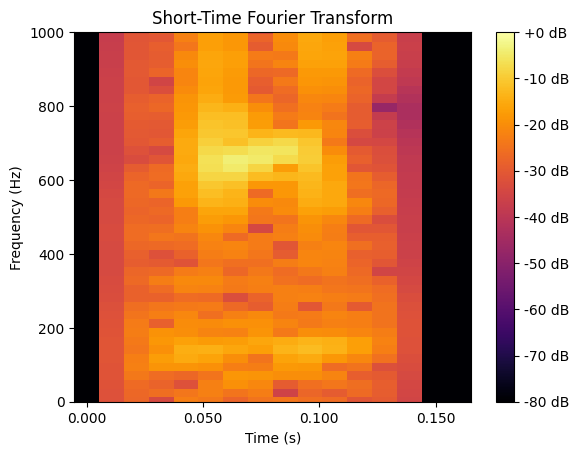 Short-Time Fourier Transform
Frequency (Hz)
1000
800
600
400
200
0
0.000
0.050
0.100
0.150
Time (s)
+0 dB
-10 dB
-20 dB
-30 dB
-40 dB
-50 dB
-60 dB
-70 dB
-80 dB